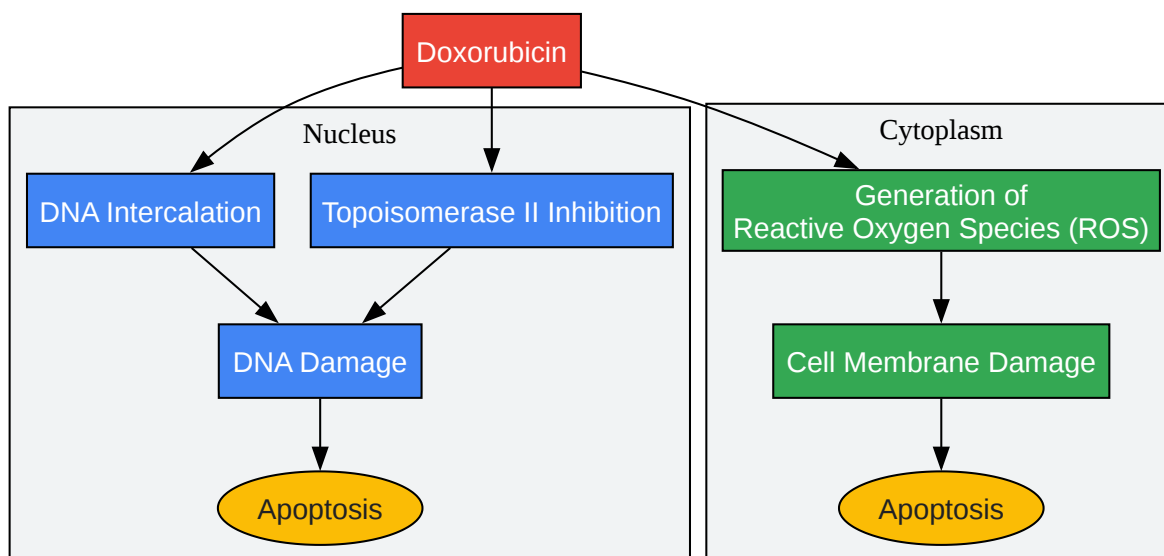 Doxorubicin
Nucleus
Cytoplasm
DNA Intercalation
Topoisomerase II Inhibition
Generation of
Reactive Oxygen Species (ROS)
DNA Damage
Cell Membrane Damage
Apoptosis
Apoptosis